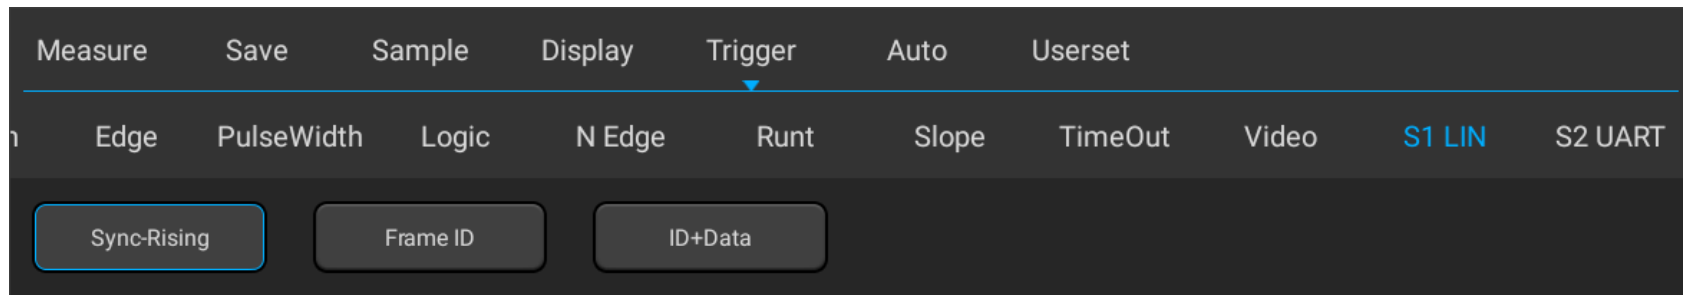 Measure Save Sample Display Trigger Auto Userset
Edge PulseWidth Logic N Edge Runt Slope TimeOut Video S1 LIN S2 UART
Sync-Rising Frame ID ID+Data